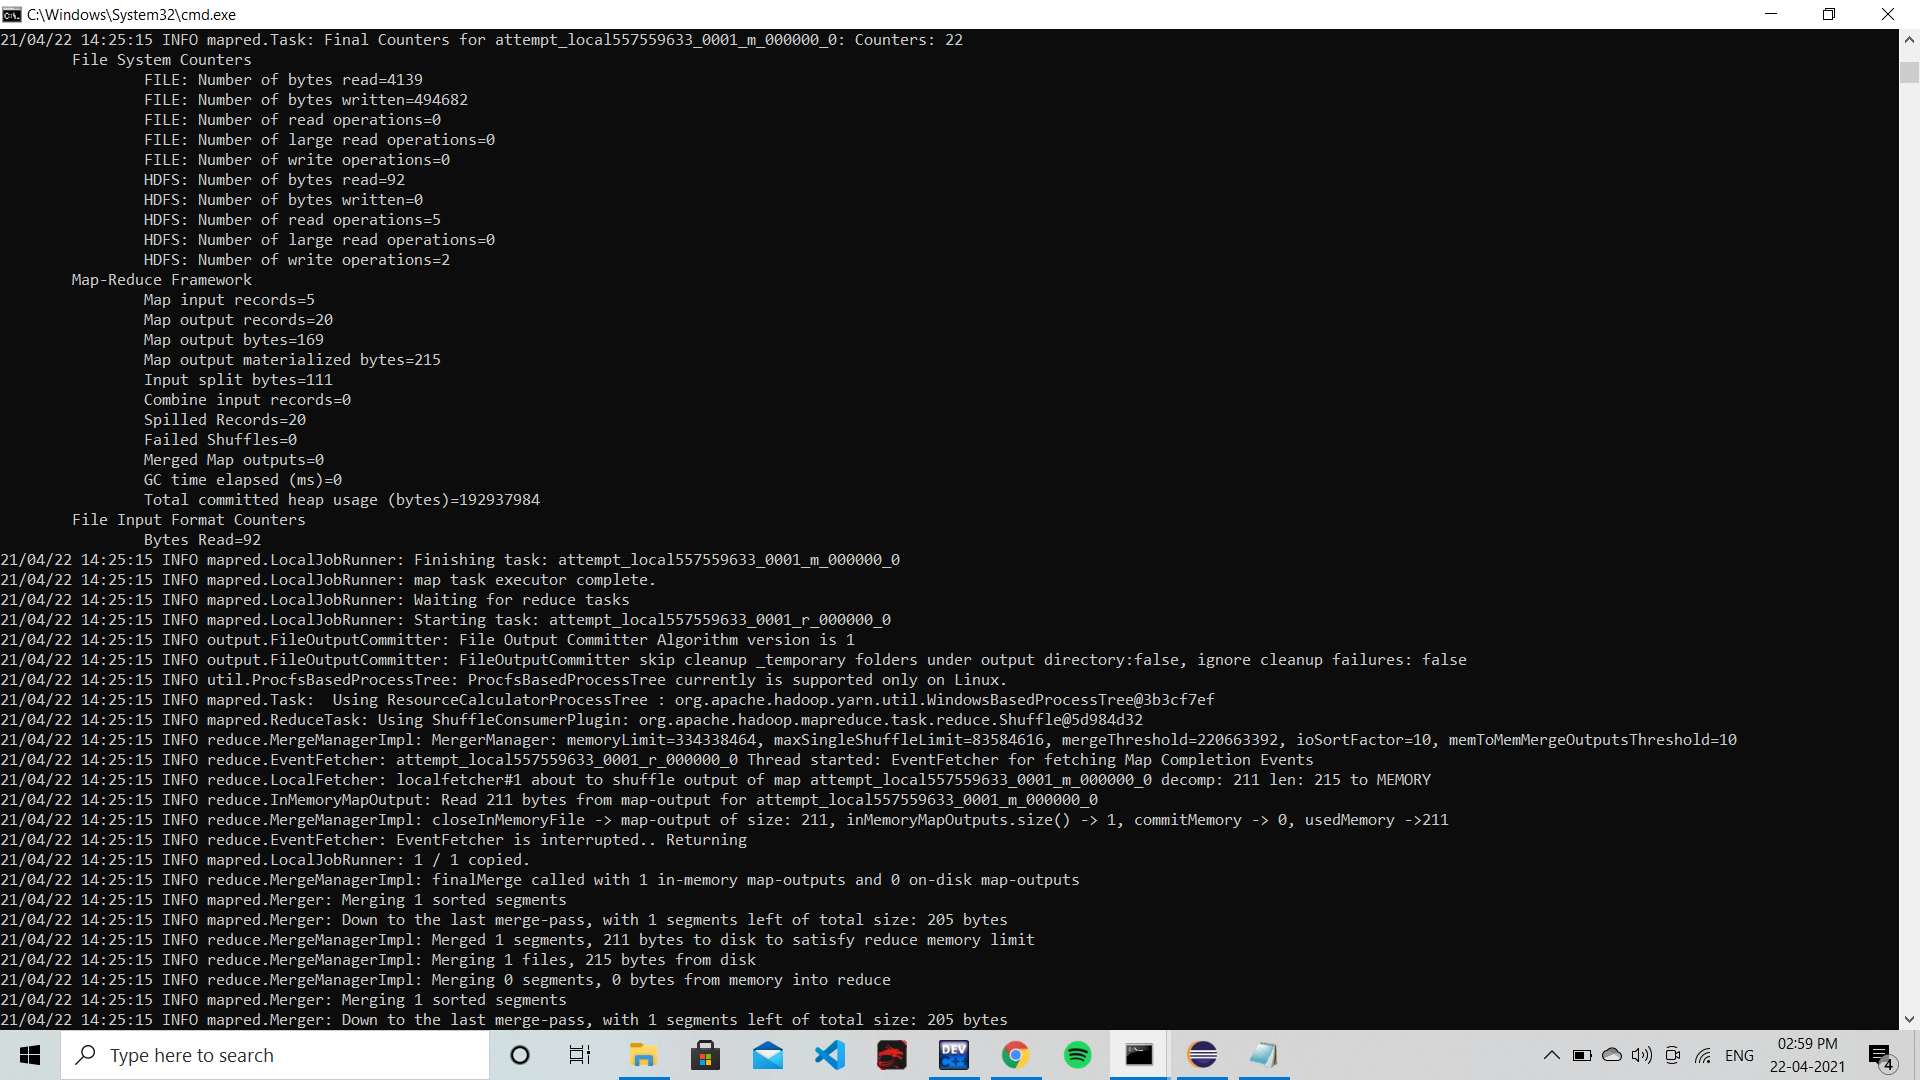 C:\Windows\System32\cmd.exe
21/04/22 14:25:15 INFO mapred.Task: Final Counters for attempt_local557559633_0001_m_000000_0: Counters: 22
File System Counters
FILE: Number of bytes read=4139
FILE: Number of bytes written=494682
FILE: Number of read operations=0
FILE: Number of large read operations=0
FILE: Number of write operations=0
HDFS: Number of bytes read=92
HDFS: Number of bytes written=0
HDFS: Number of read operations=5
HDFS: Number of large read operations=0
HDFS: Number of write operations=2
Map-Reduce Framework
Map input records=5
Map output records=20
Map output bytes=169
Map output materialized bytes=215
Input split bytes=111
Combine input records=0
Spilled Records=20
Failed Shuffles=0
Merged Map outputs=0
GC time elapsed (ms)=0
Total committed heap usage (bytes)=192937984
File Input Format Counters
Bytes Read=92
21/04/22 14:25:15 INFO mapred.LocalJobRunner: Finishing task: attempt_local557559633_0001_m_000000_0
21/04/22 14:25:15 INFO mapred.LocalJobRunner: map task executor complete.
21/04/22 14:25:15 INFO mapred.LocalJobRunner: Waiting for reduce tasks
21/04/22 14:25:15 INFO mapred.LocalJobRunner: Starting task: attempt_local557559633_0001_r_000000_0
21/04/22 14:25:15 INFO output.FileOutputCommitter: File Output Committer Algorithm version is 1
21/04/22 14:25:15 INFO output.FileOutputCommitter: FileOutputCommitter skip cleanup _temporary folders under output directory:false, ignore cleanup failures: false
21/04/22 14:25:15 INFO util.ProcfsBasedProcessTree: ProcfsBasedProcessTree currently is supported only on Linux.
21/04/22 14:25:15 INFO mapred.Task:  Using ResourceCalculatorProcessTree : org.apache.hadoop.yarn.util.WindowsBasedProcessTree@3b3cf7ef
21/04/22 14:25:15 INFO mapred.ReduceTask: Using ShuffleConsumerPlugin: org.apache.hadoop.mapreduce.task.reduce.Shuffle@5d984d32
21/04/22 14:25:15 INFO reduce.MergeManagerImpl: MergerManager: memoryLimit=334338464, maxSingleShuffleLimit=83584616, mergeThreshold=220663392, ioSortFactor=10, memToMemMergeOutputsThreshold=10
21/04/22 14:25:15 INFO reduce.EventFetcher: attempt_local557559633_0001_r_000000_0 Thread started: EventFetcher for fetching Map Completion Events
21/04/22 14:25:15 INFO reduce.LocalFetcher: localfetcher#1 about to shuffle output of map attempt_local557559633_0001_m_000000_0 decomp: 211 len: 215 to MEMORY
21/04/22 14:25:15 INFO reduce.InMemoryMapOutput: Read 211 bytes from map-output for attempt_local557559633_0001_m_000000_0
21/04/22 14:25:15 INFO reduce.MergeManagerImpl: closeInMemoryFile -> map-output of size: 211, inMemoryMapOutputs.size() -> 1, commitMemory -> 0, usedMemory ->211
21/04/22 14:25:15 INFO reduce.EventFetcher: EventFetcher is interrupted.. Returning
21/04/22 14:25:15 INFO mapred.LocalJobRunner: 1 / 1 copied.
21/04/22 14:25:15 INFO reduce.MergeManagerImpl: finalMerge called with 1 in-memory map-outputs and 0 on-disk map-outputs
21/04/22 14:25:15 INFO mapred.Merger: Merging 1 sorted segments
21/04/22 14:25:15 INFO mapred.Merger: Down to the last merge-pass, with 1 segments left of total size: 205 bytes
21/04/22 14:25:15 INFO reduce.MergeManagerImpl: Merged 1 segments, 211 bytes to disk to satisfy reduce memory limit
21/04/22 14:25:15 INFO reduce.MergeManagerImpl: Merging 1 files, 215 bytes from disk
21/04/22 14:25:15 INFO reduce.MergeManagerImpl: Merging 0 segments, 0 bytes from memory into reduce
21/04/22 14:25:15 INFO mapred.Merger: Merging 1 sorted segments
21/04/22 14:25:15 INFO mapred.Merger: Down to the last merge-pass, with 1 segments left of total size: 205 bytes
Type here to search
DEV
C++
ENG
02:59 PM
22-04-2021
4